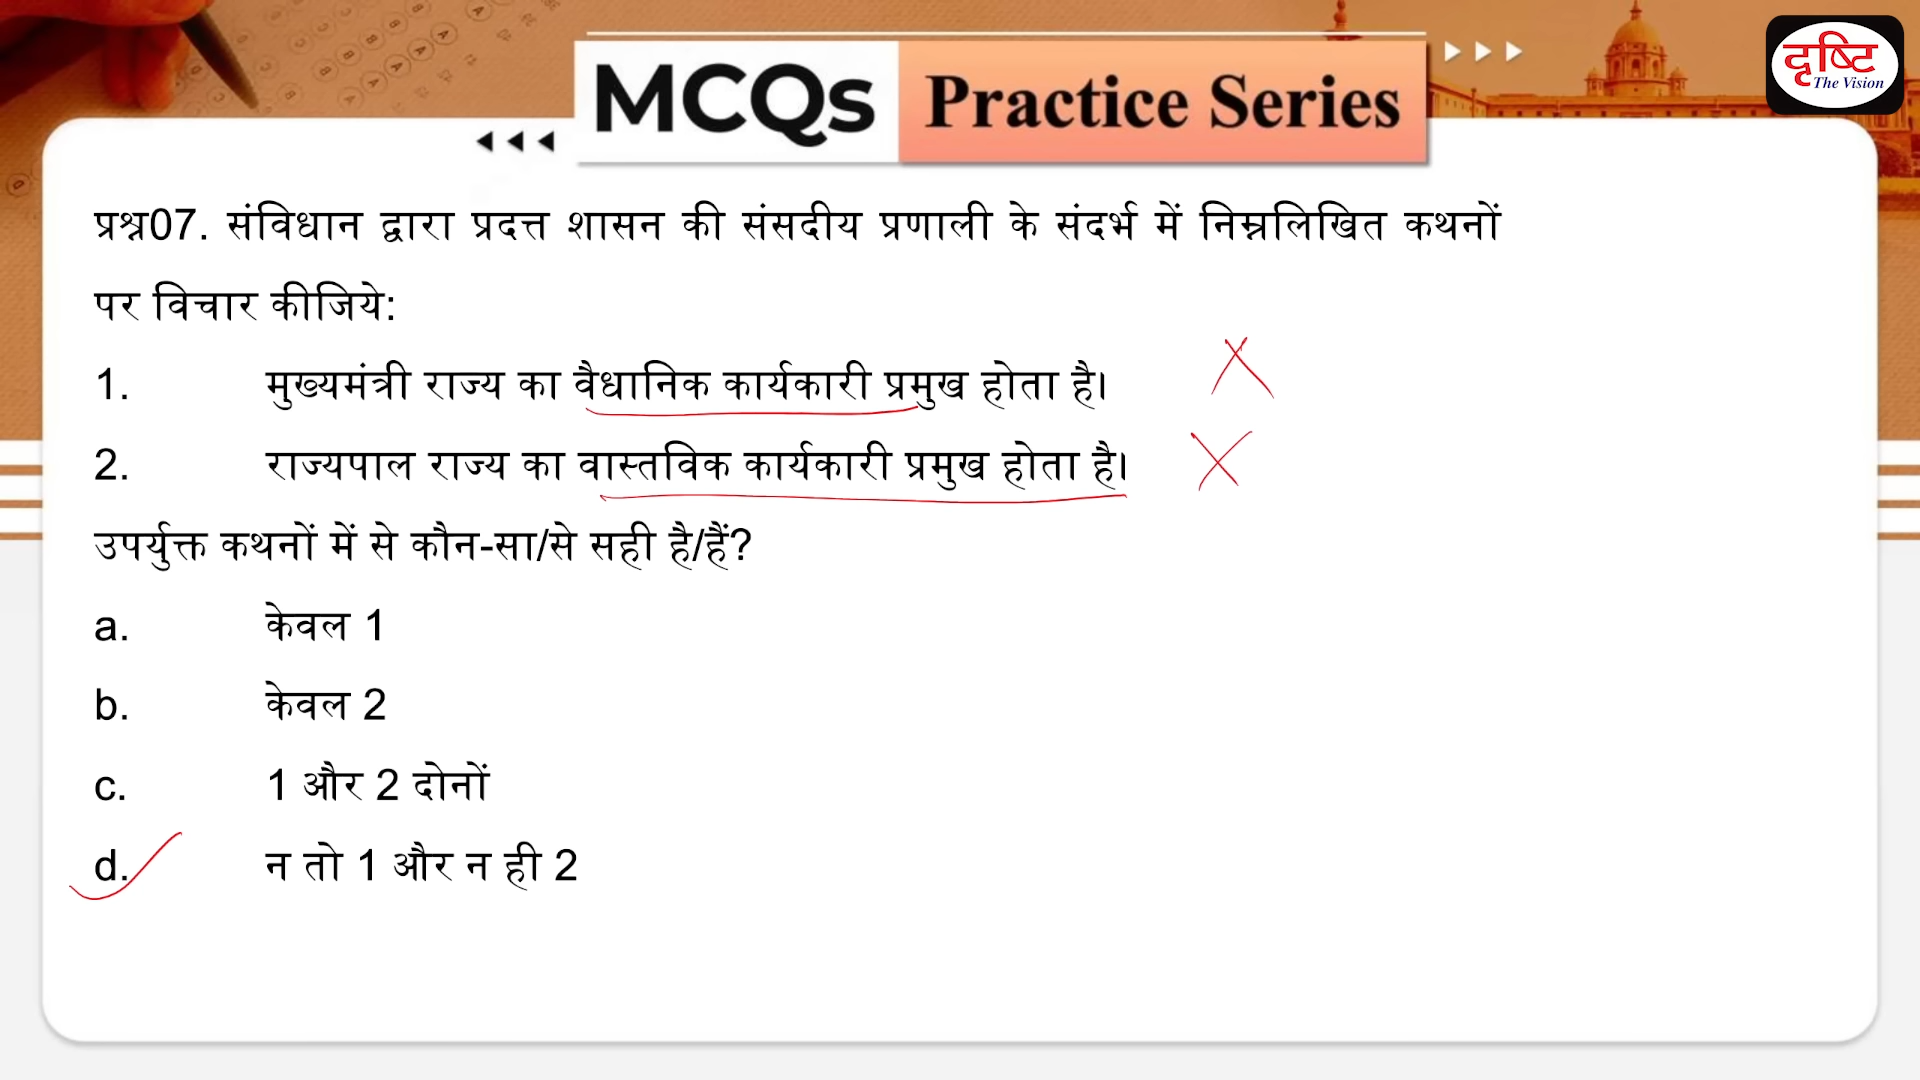 दृष्टि
The Vision
MCQs Practice Series
प्रश्न07. संविधान द्वारा प्रदत्त शासन की संसदीय प्रणाली के संदर्भ में निम्नलिखित कथनों
पर विचार कीजिये:
1. मुख्यमंत्री राज्य का वैधानिक कार्यकारी प्रमुख होता है।
2. राज्यपाल राज्य का वास्तविक कार्यकारी प्रमुख होता है।
उपर्युक्त कथनों में से कौन-सा/से सही है/हैं?
a. केवल 1
b. केवल 2
c. 1 और 2 दोनों
d. न तो 1 और न ही 2